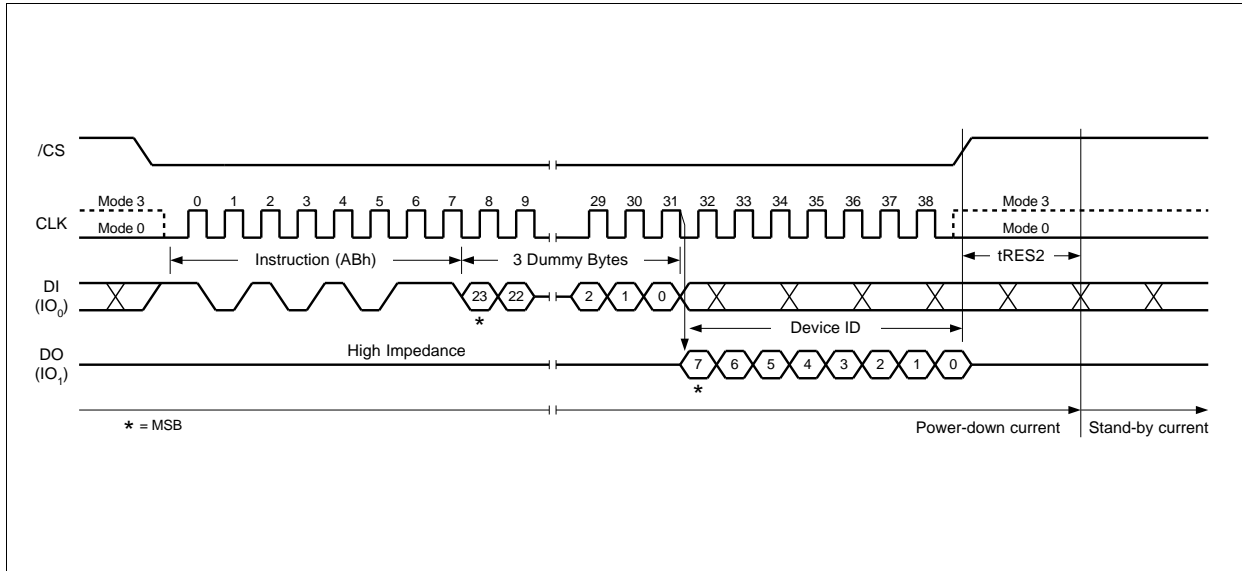 /CS
Mode 3 0 1 2 3 4 5 6 7 8 9 29 30 31 32 33 34 35 36 37 38 Mode 3
CLK
Mode 0 Mode 0
Instruction (ABh) 3 Dummy Bytes tRES2
DI
(IO0) 23 22 2 1 0
*
Device ID
High Impedance
DO
(IO1) 7 6 5 4 3 2 1 0
*
* = MSB
Power-down current Stand-by current